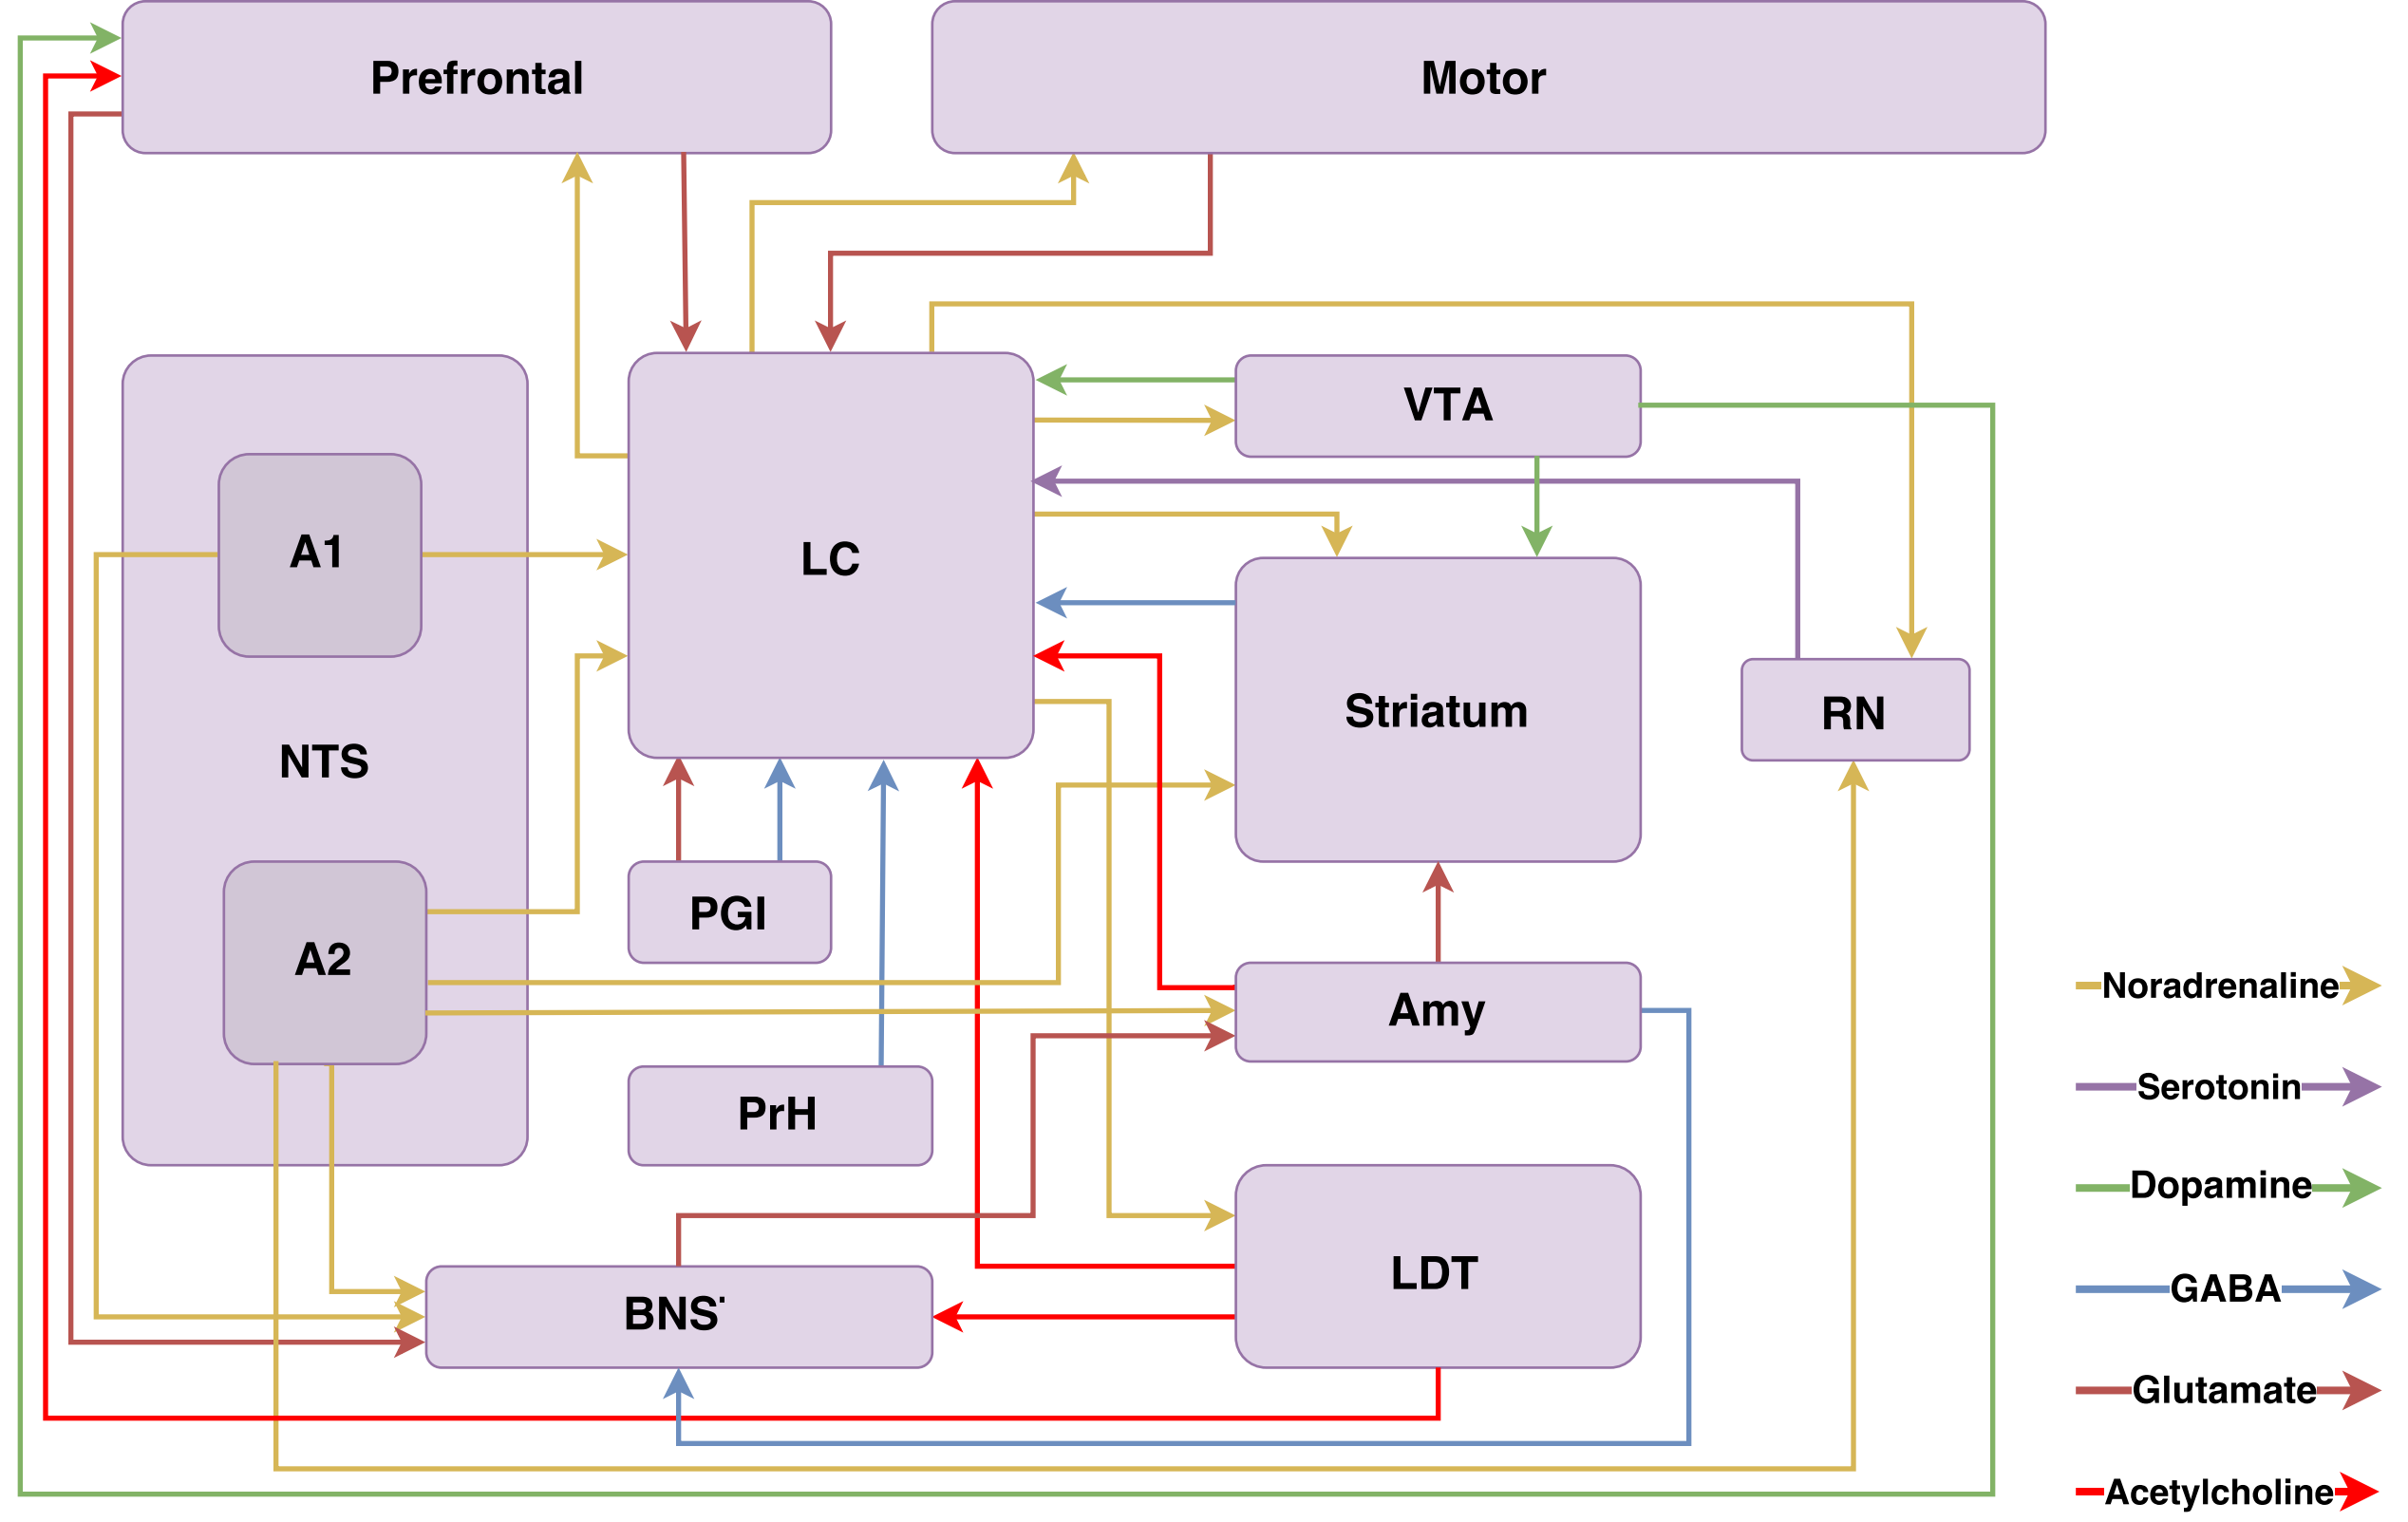 Prefrontal
Motor
VTA
A1
LC
Striatum
RN
NTS
PGI
A2
Amy
PrH
LDT
BNS'
Noradrenaline
Serotonin
Dopamine
GABA
Glutamate
Acetylcholine